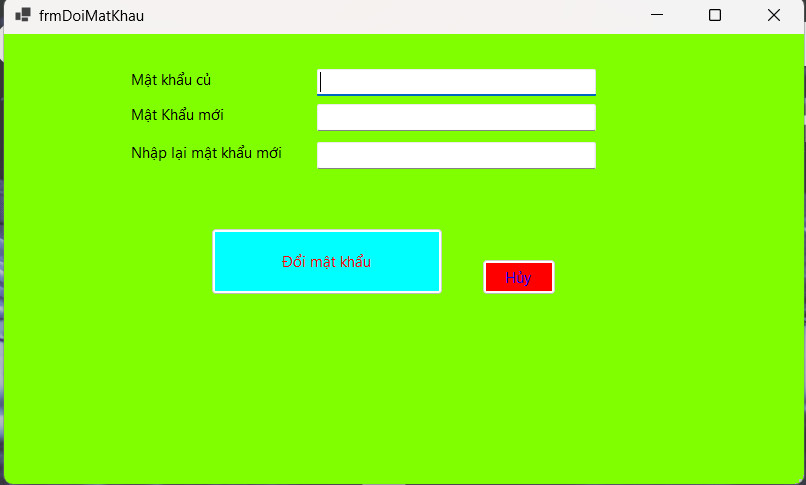 frmDoiMatKhau
Mật khẩu củ
Mật Khẩu mới
Nhập lại mật khẩu mới
Đổi mật khẩu
Hủy